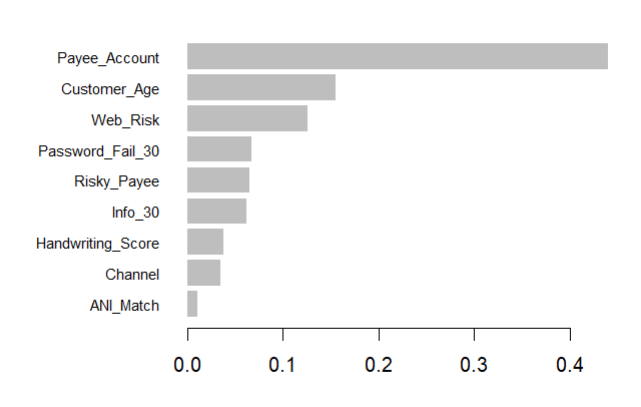 Payee_Account
Customer_Age
Web_Risk
Password_Fail_30
Risky_Payee
Info_30
Handwriting_Score
Channel
ANI_Match
0.0 0.1 0.2 0.3 0.4